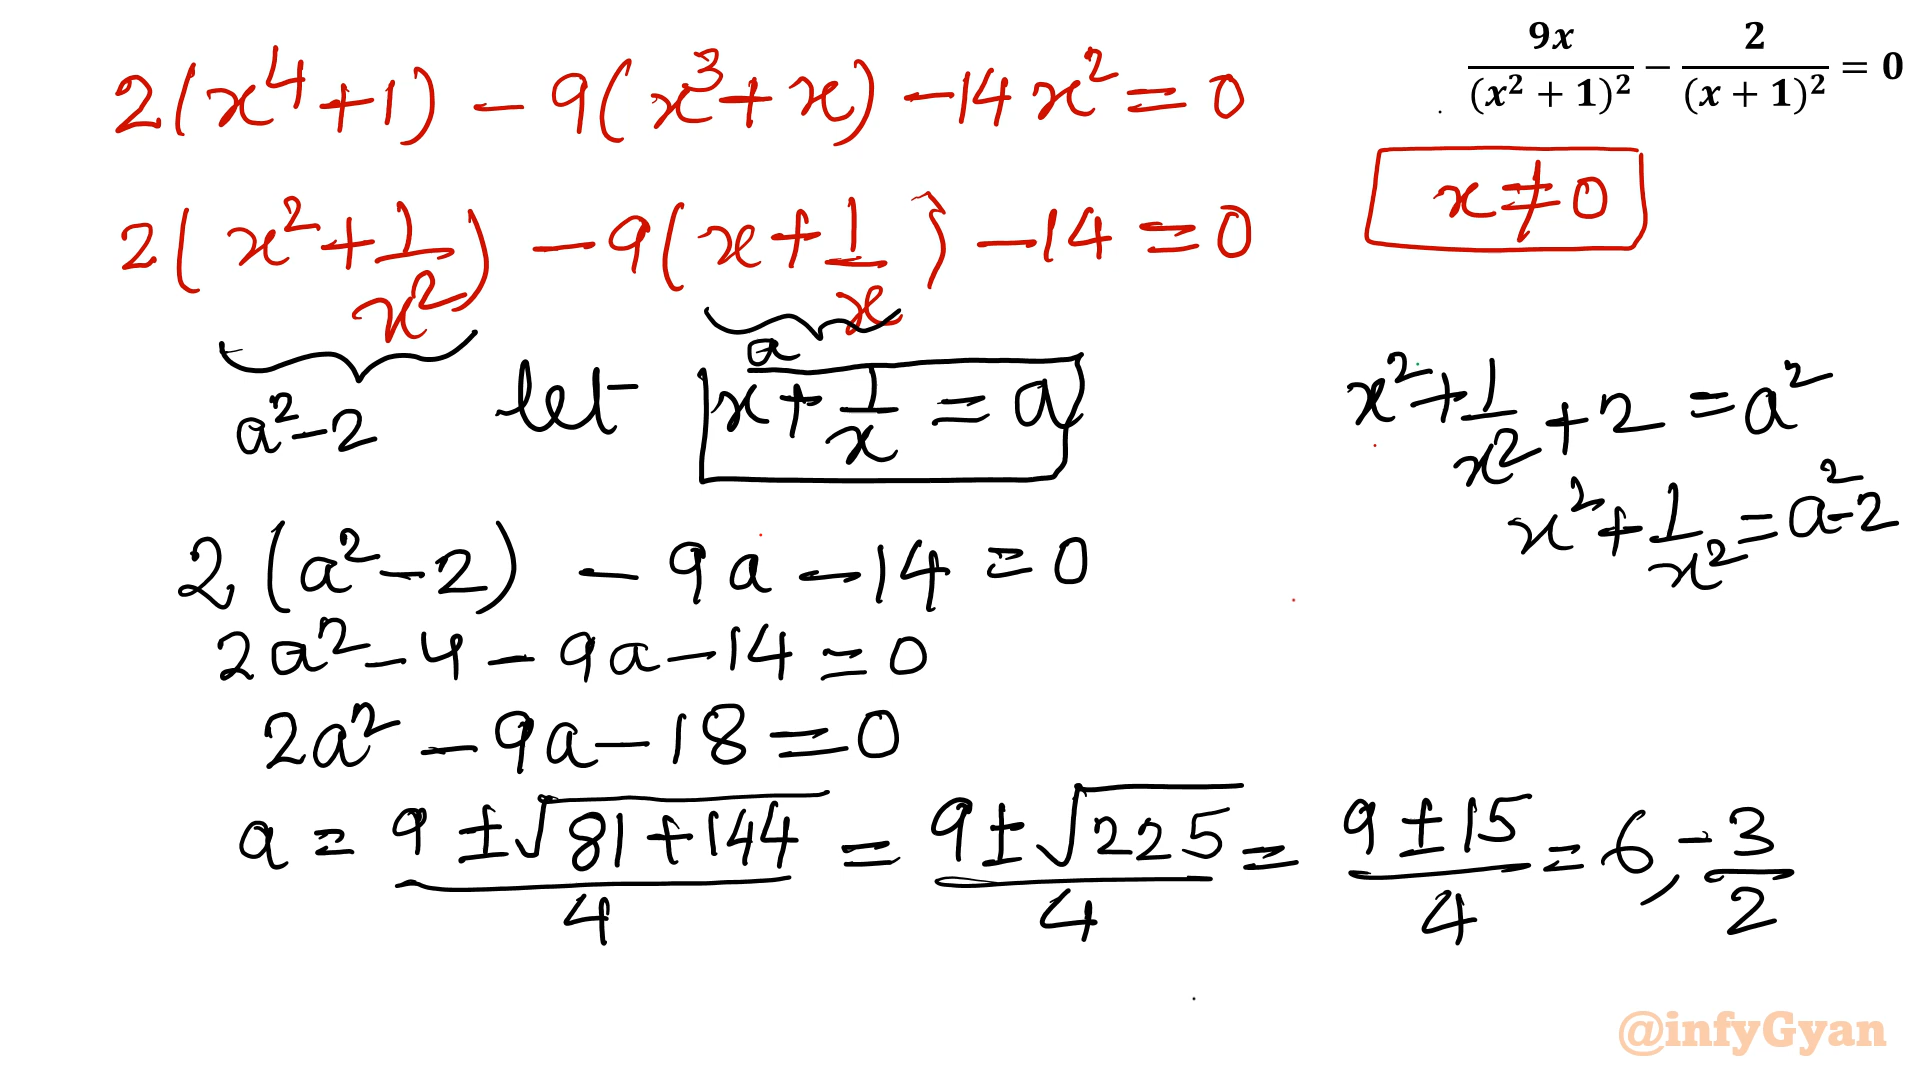 2(x⁴+1) - 9(x³+x) - 14x² = 0
9x/(x² + 1)² − 2/(x + 1)² = 0
x ≠ 0
2(x²+1/x²) - 9(x+1/x) - 14 = 0
a
a²-2
let x+1/x = a
x²+1/x²+2 = a²
x²+1/x² = a²-2
2(a²-2) - 9a - 14 = 0
2a²-4-9a-14 = 0
2a²-9a-18 = 0
a = (9±√(81+144))/4 = (9±√225)/4 = (9±15)/4 = 6, -3/2
@infyGyan